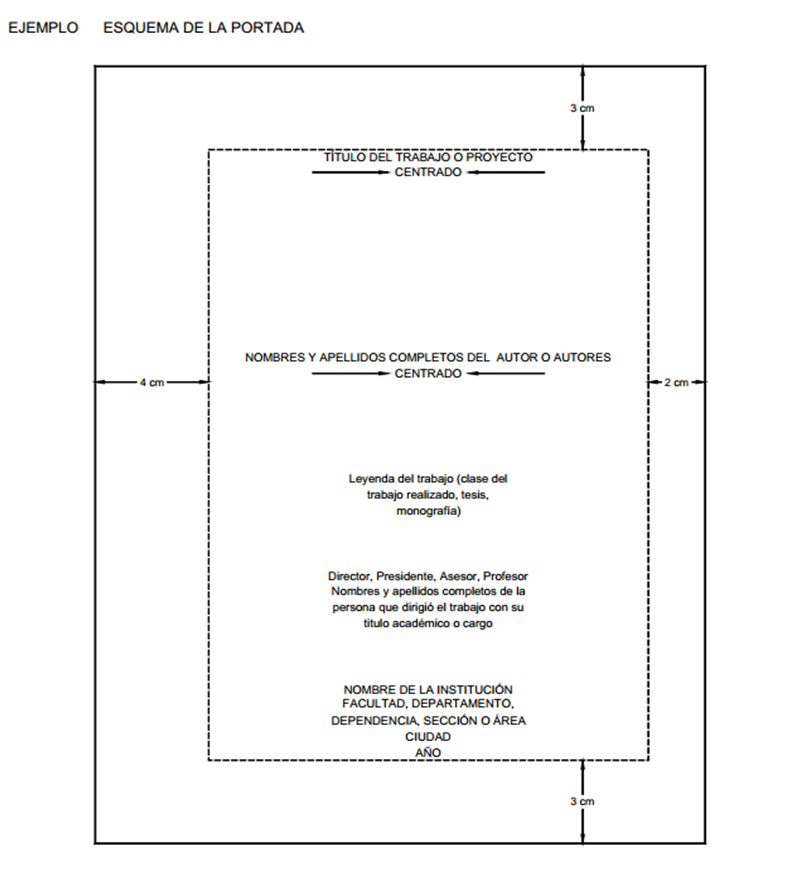 EJEMPLO ESQUEMA DE LA PORTADA
3 cm
TÍTULO DEL TRABAJO O PROYECTO
CENTRADO
NOMBRES Y APELLIDOS COMPLETOS DEL AUTOR O AUTORES
CENTRADO
4 cm
2 cm
Leyenda del trabajo (clase del
trabajo realizado, tesis,
monografía)
Director, Presidente, Asesor, Profesor
Nombres y apellidos completos de la
persona que dirigió el trabajo con su
titulo académico o cargo
NOMBRE DE LA INSTITUCIÓN
FACULTAD, DEPARTAMENTO,
DEPENDENCIA, SECCIÓN O ÁREA
CIUDAD
AÑO
3 cm